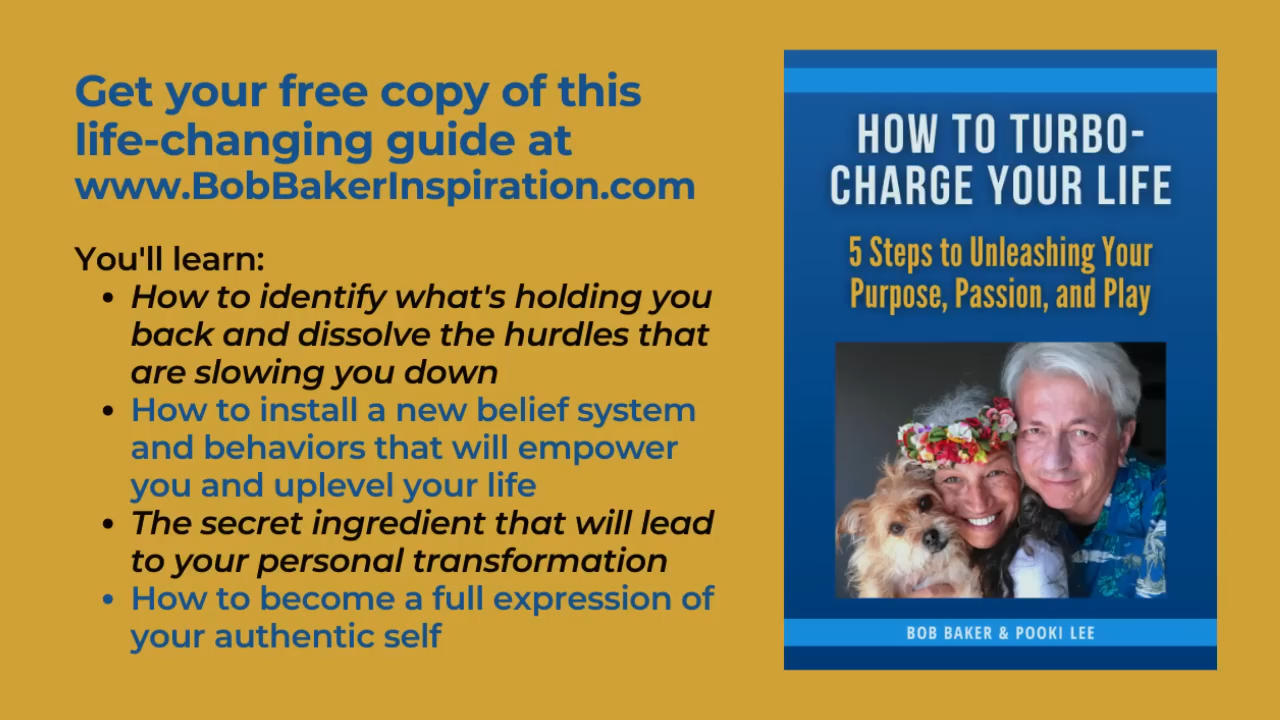 Get your free copy of this
life-changing guide at
www.BobBakerInspiration.com
You'll learn:
• How to identify what's holding you
back and dissolve the hurdles that
are slowing you down
• How to install a new belief system
and behaviors that will empower
you and uplevel your life
• The secret ingredient that will lead
to your personal transformation
• How to become a full expression of
your authentic self
HOW TO TURBO-
CHARGE YOUR LIFE
5 Steps to Unleashing Your
Purpose, Passion, and Play
BOB BAKER & POOKI LEE